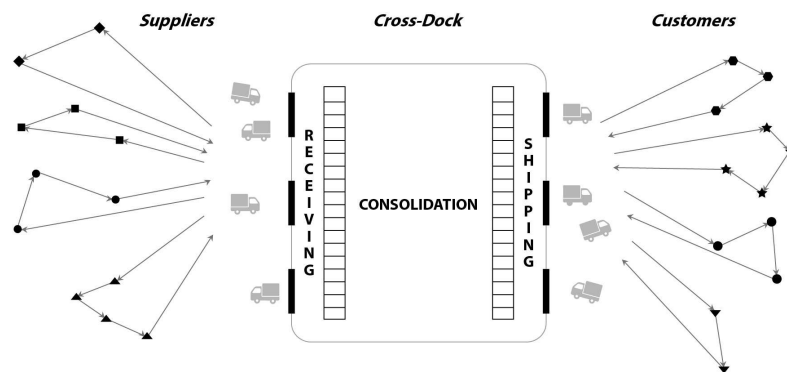 Suppliers
Cross-Dock
Customers
RECEIVING
CONSOLIDATION
SHIPPING